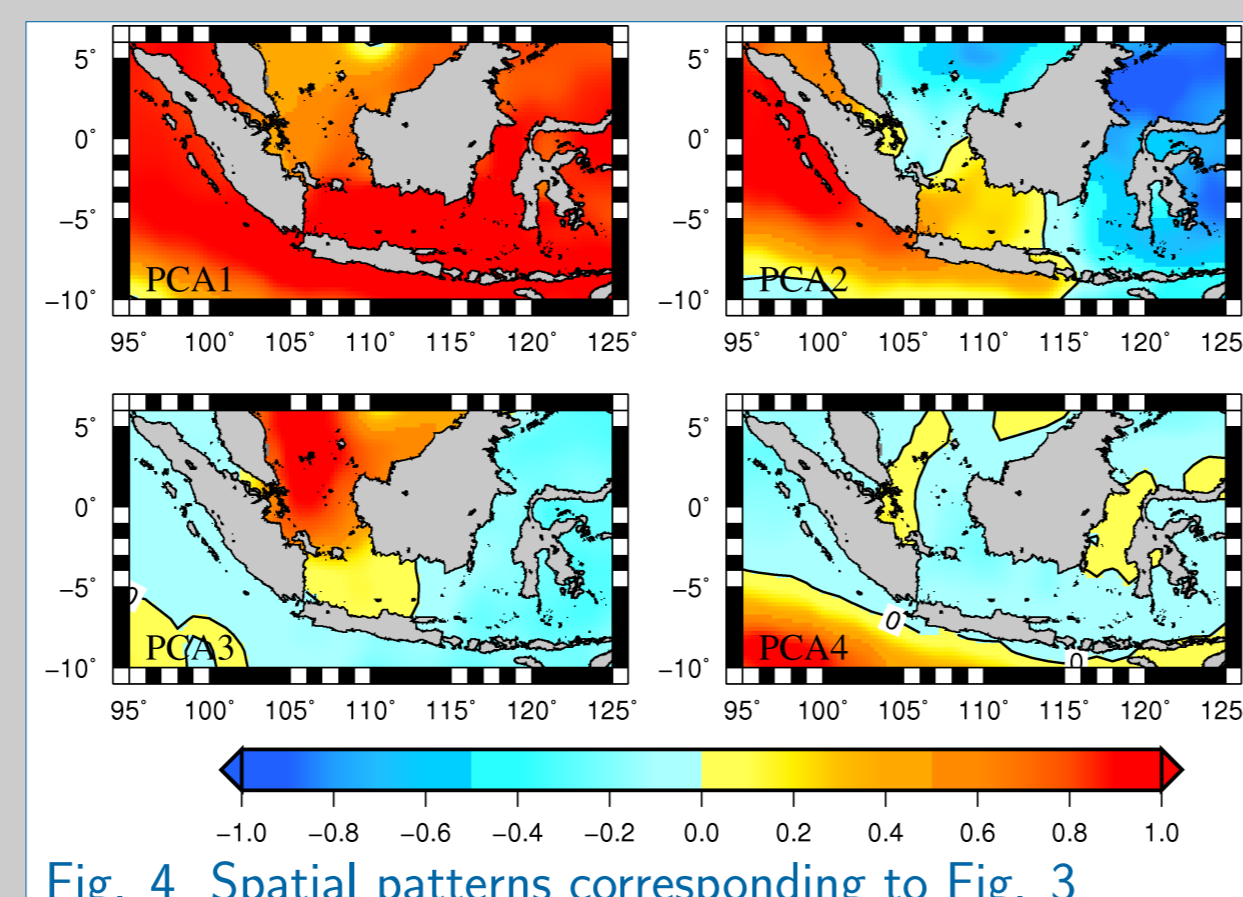 5° 5°
0° 0°
−5° −5°
−10° PCA1 −10° PCA2
95° 100° 105° 110° 115° 120° 125° 95° 100° 105° 110° 115° 120° 125
5° 5°
0° 0°
−5° 0 −5° 0
−10° PCA3 −10° PCA4 0
95° 100° 105° 110° 115° 120° 125° 95° 100° 105° 110° 115° 120° 125
−1.0 −0.8 −0.6 −0.4 −0.2 0.0 0.2 0.4 0.6 0.8 1.0
Fig. 4 Spatial patterns corresponding to Fig. 3